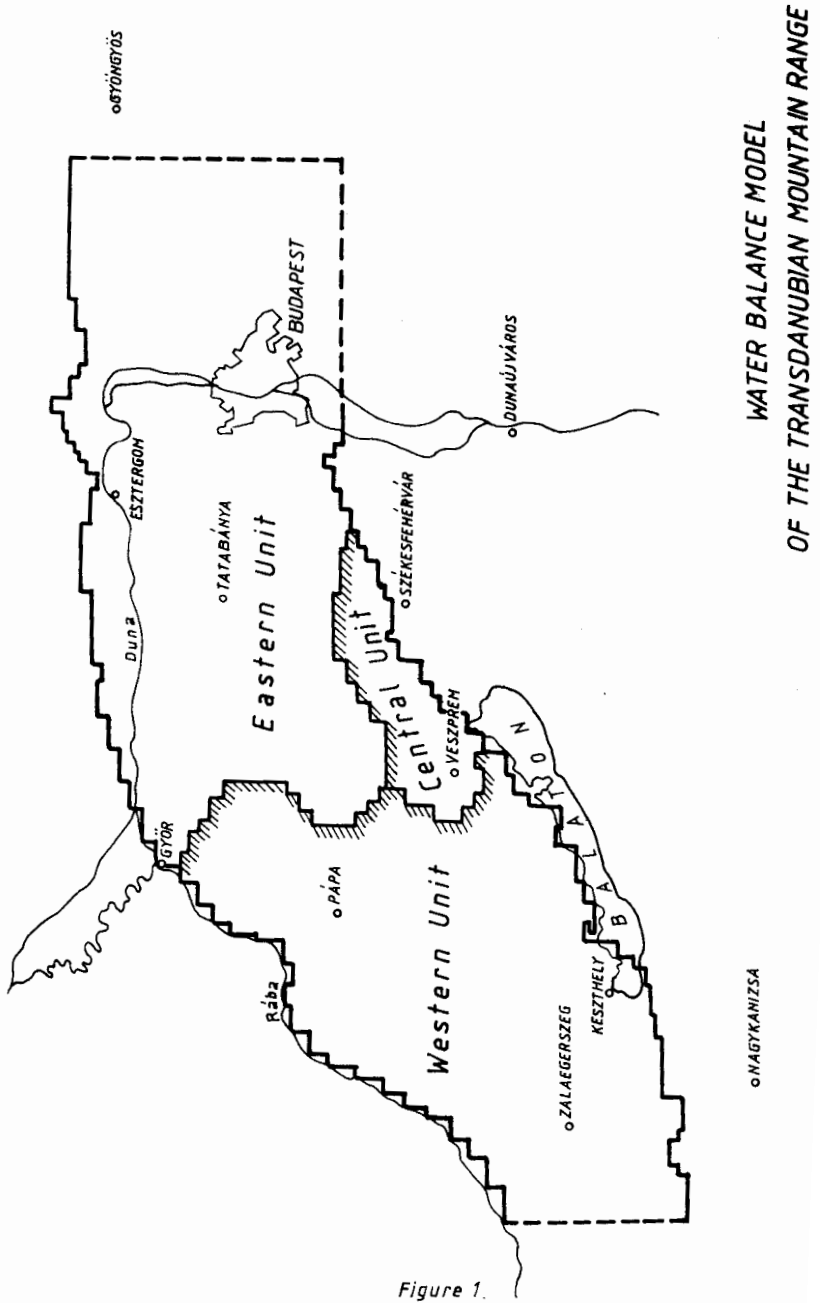 GYÖNGYÖS
BUDAPEST
ESZTERGOM
DUNAÚJVÁROS
TATABÁNYA
SZÉKESFEHÉRVÁR
Duna
Eastern Unit
Central Unit
VESZPRÉM
GYÖR
PÁPA
BALATON
Rába
Western Unit
KESZTHELY
ZALAEGERSZEG
NAGYKANIZSA
WATER BALANCE MODEL
OF THE TRANSDANUBIAN MOUNTAIN RANGE
Figure 1.